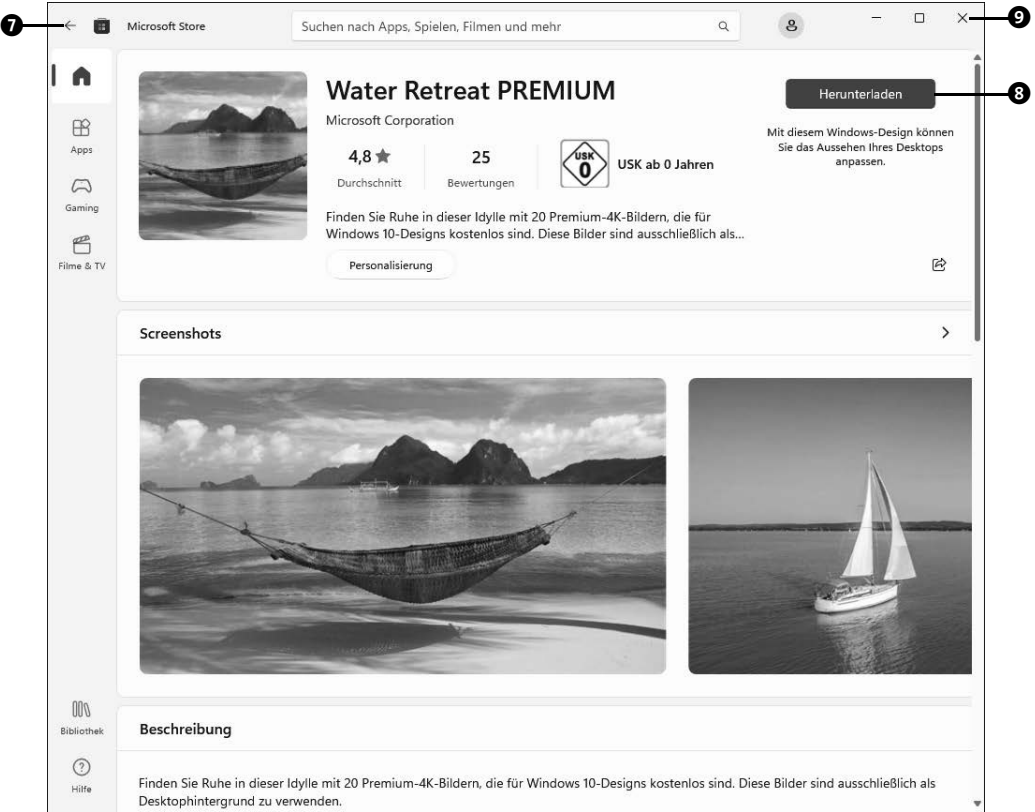 7
Microsoft Store
Suchen nach Apps, Spielen, Filmen und mehr
9
Water Retreat PREMIUM
Microsoft Corporation
4,8
Durchschnitt
25
Bewertungen
USK
0
USK ab 0 Jahren
Finden Sie Ruhe in dieser Idylle mit 20 Premium-4K-Bildern, die für
Windows 10-Designs kostenlos sind. Diese Bilder sind ausschließlich als...
Personalisierung
Herunterladen
8
Mit diesem Windows-Design können
Sie das Aussehen Ihres Desktops
anpassen.
Apps
Gaming
Filme & TV
Screenshots
Bibliothek
Hilfe
Beschreibung
Finden Sie Ruhe in dieser Idylle mit 20 Premium-4K-Bildern, die für Windows 10-Designs kostenlos sind. Diese Bilder sind ausschließlich als
Desktophintergrund zu verwenden.